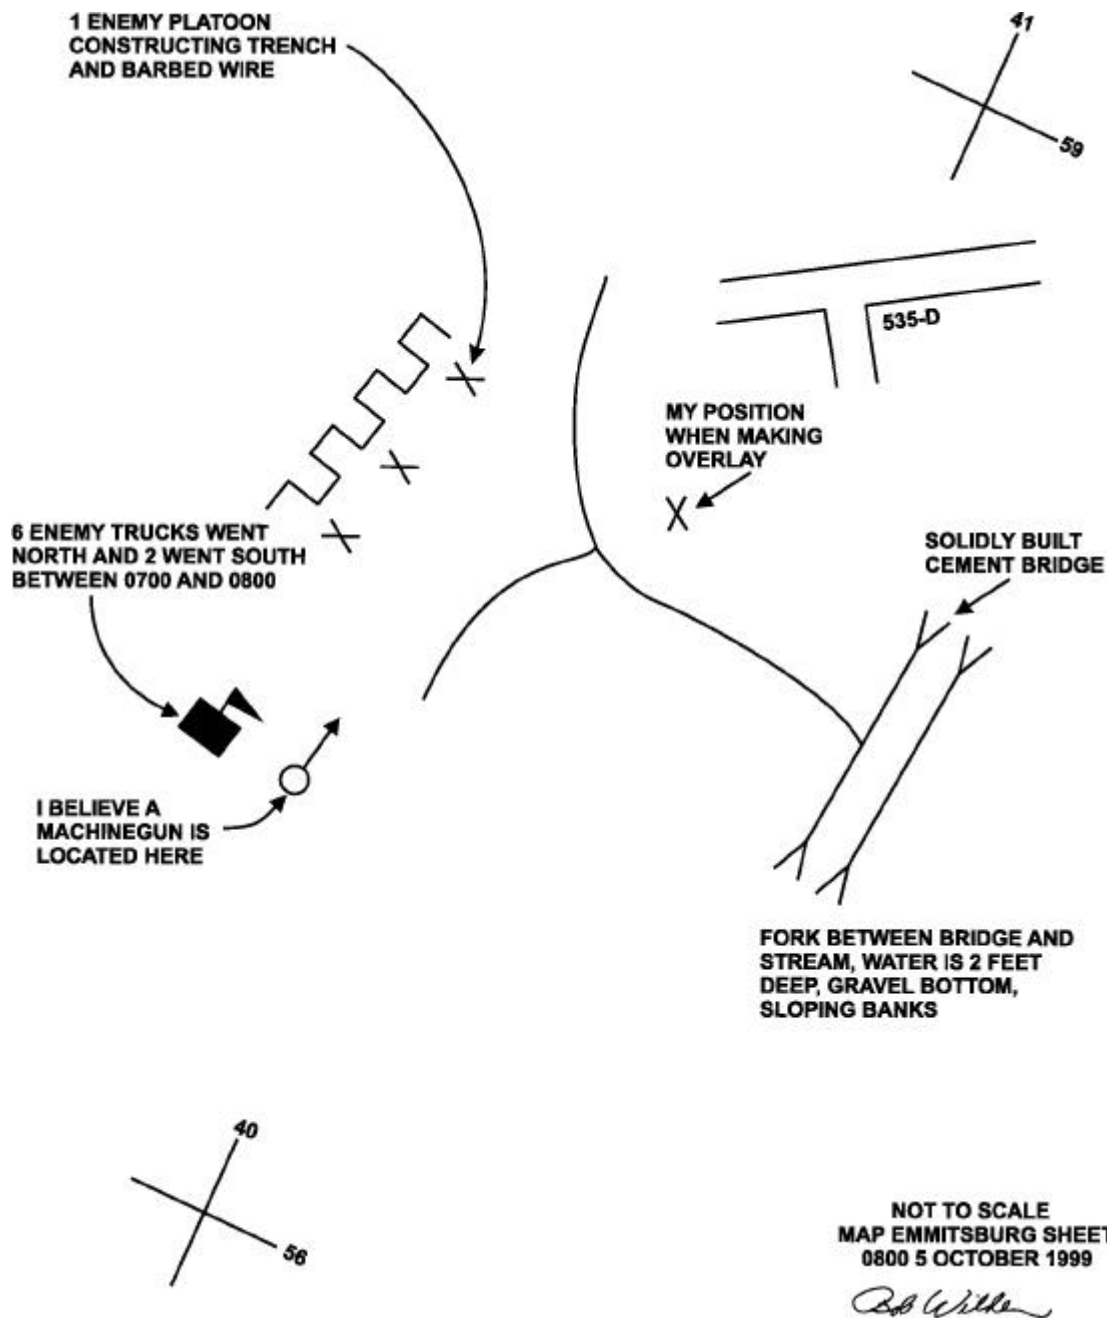 1 ENEMY PLATOON
CONSTRUCTING TRENCH
AND BARBED WIRE
41
59
535-D
MY POSITION
WHEN MAKING
OVERLAY
6 ENEMY TRUCKS WENT
NORTH AND 2 WENT SOUTH
BETWEEN 0700 AND 0800
SOLIDLY BUILT
CEMENT BRIDGE
I BELIEVE A
MACHINEGUN IS
LOCATED HERE
FORK BETWEEN BRIDGE AND
STREAM, WATER IS 2 FEET
DEEP, GRAVEL BOTTOM,
SLOPING BANKS
40
56
NOT TO SCALE
MAP EMMITSBURG SHEET
0800 5 OCTOBER 1999
Bob